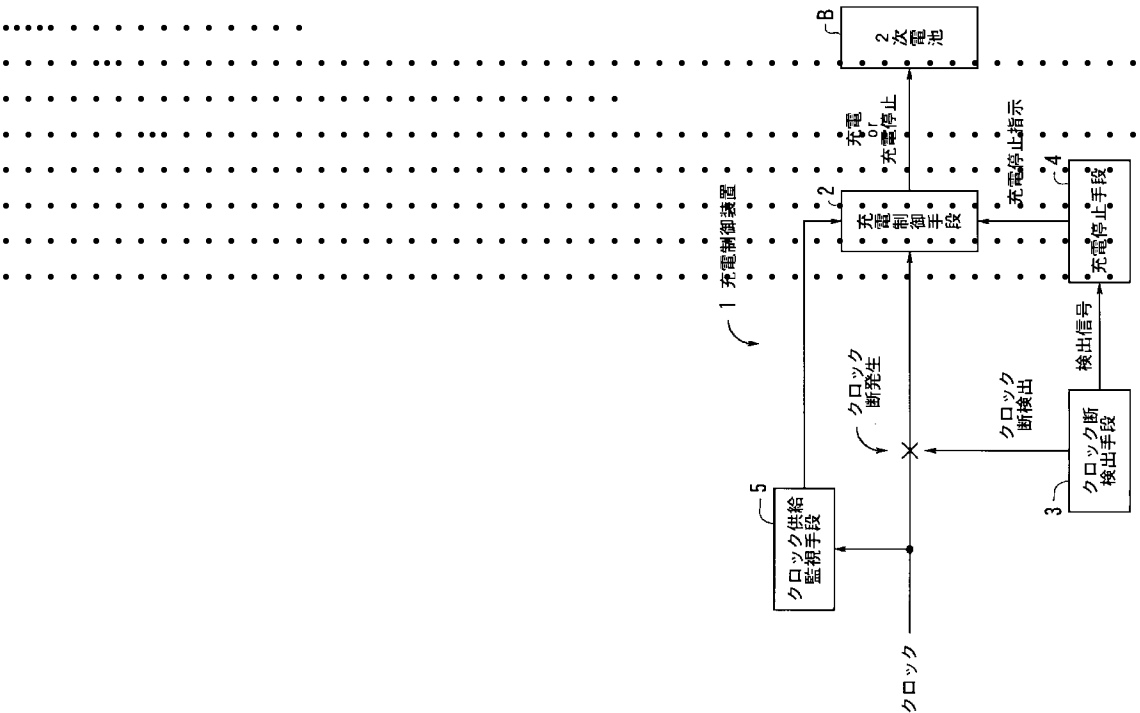 1 充電制御装置
クロック
5
クロック供給
監視手段
クロック
断発生
2
充電
制御
手段
充電
or
充電停止
B
2
次
電
池
3
クロック断
検出手段
クロック
断検出
検出信号
4
充電停止手段
充電停止指示